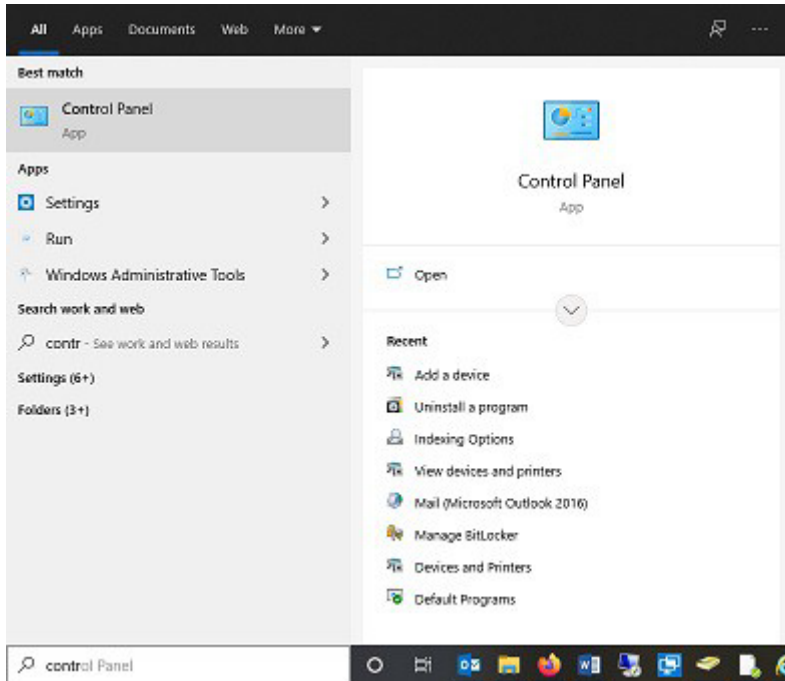 All Apps Documents Web More
Best match
Control Panel
App
Apps
Settings
Run
Windows Administrative Tools
Search work and web
contr - See work and web results
Settings (6+)
Folders (3+)
control Panel
Control Panel
App
Open
Recent
Add a device
Uninstall a program
Indexing Options
View devices and printers
Mail (Microsoft Outlook 2016)
Manage BitLocker
Devices and Printers
Default Programs